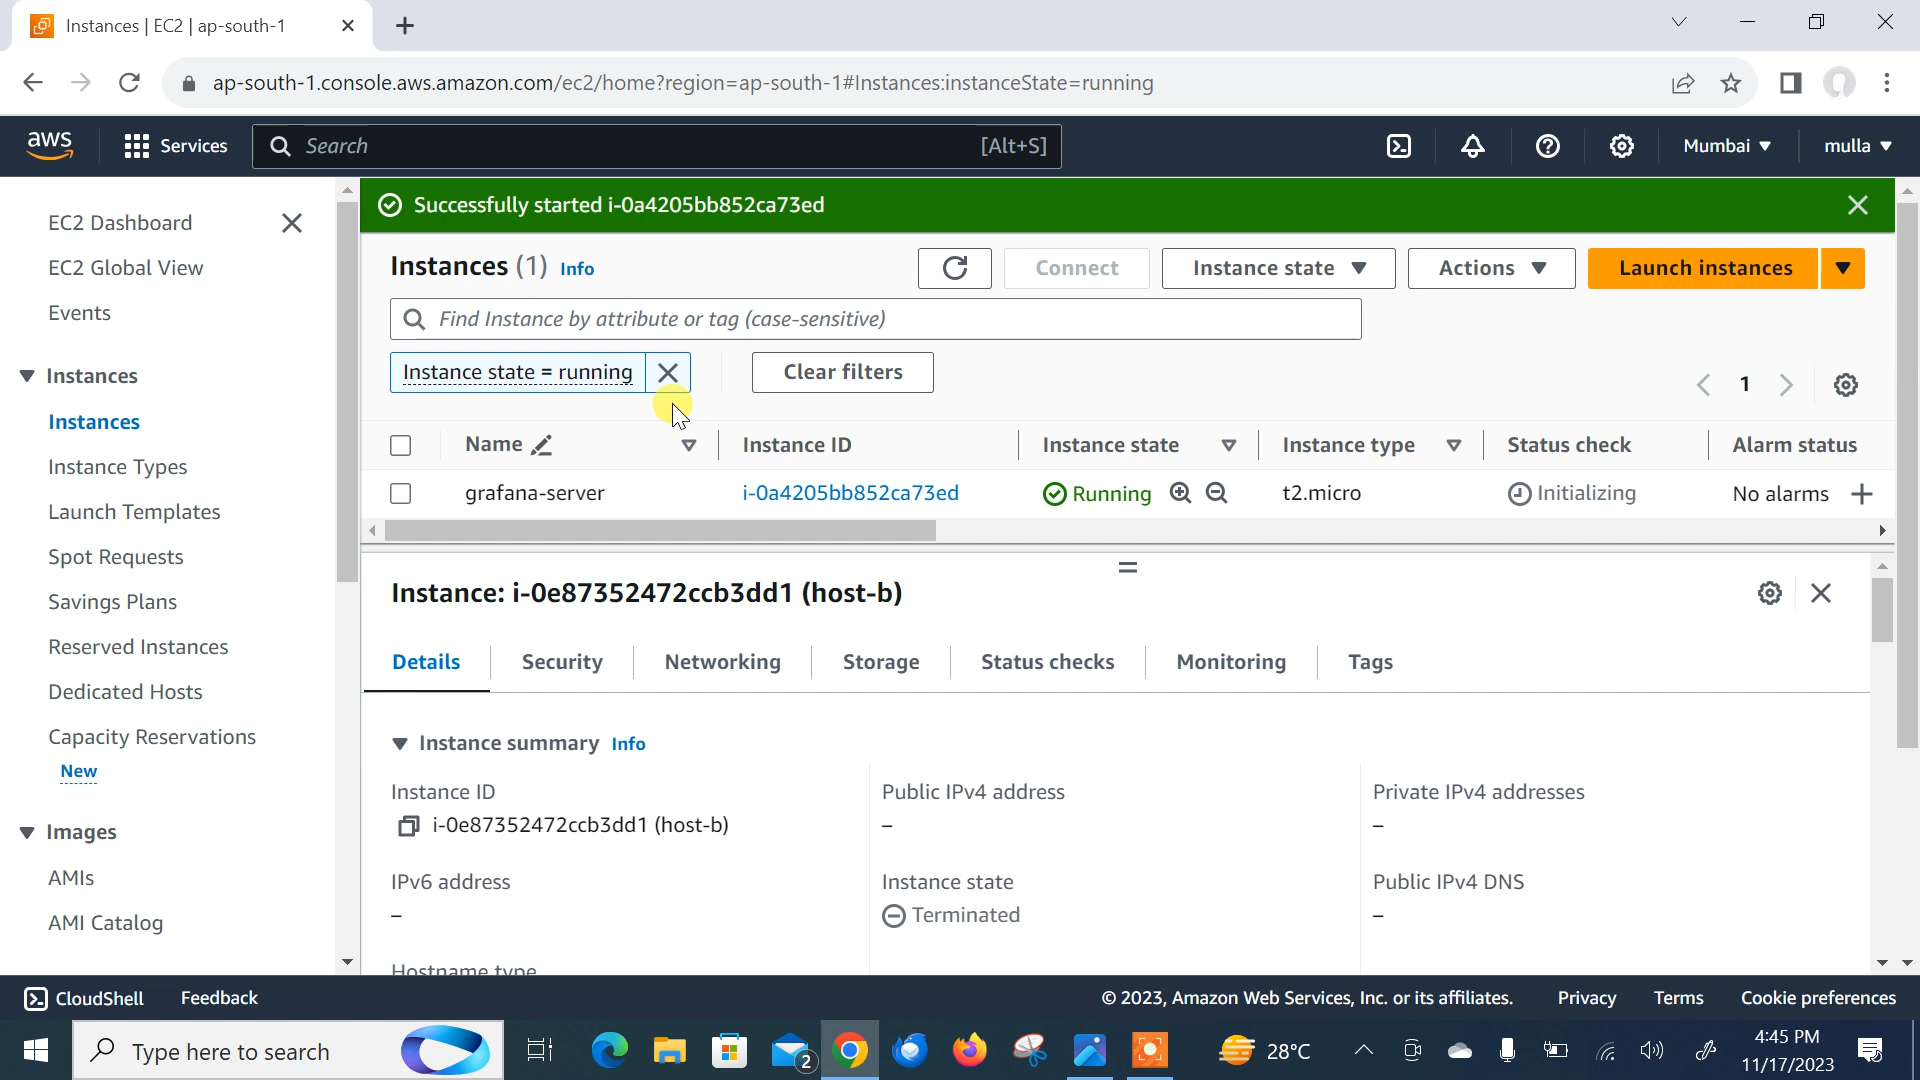 Instances | EC2 | ap-south-1
ap-south-1.console.aws.amazon.com/ec2/home?region=ap-south-1#Instances:instanceState=running
aws Services Search [Alt+S] Mumbai mulla
EC2 Dashboard
EC2 Global View
Events
Instances
Instances
Instance Types
Launch Templates
Spot Requests
Savings Plans
Reserved Instances
Dedicated Hosts
Capacity Reservations
New
Images
AMIs
AMI Catalog
Successfully started i-0a4205bb852ca73ed
Instances (1) Info Connect Instance state Actions Launch instances
Find Instance by attribute or tag (case-sensitive)
Instance state = running Clear filters
1
Name Instance ID Instance state Instance type Status check Alarm status
grafana-server i-0a4205bb852ca73ed Running t2.micro Initializing No alarms
Instance: i-0e87352472ccb3dd1 (host-b)
Details Security Networking Storage Status checks Monitoring Tags
Instance summary Info
Instance ID Public IPv4 address Private IPv4 addresses
i-0e87352472ccb3dd1 (host-b) – –
IPv6 address Instance state Public IPv4 DNS
– Terminated –
Hostname type
CloudShell Feedback © 2023, Amazon Web Services, Inc. or its affiliates. Privacy Terms Cookie preferences
Type here to search 2 28°C 4:45 PM
11/17/2023